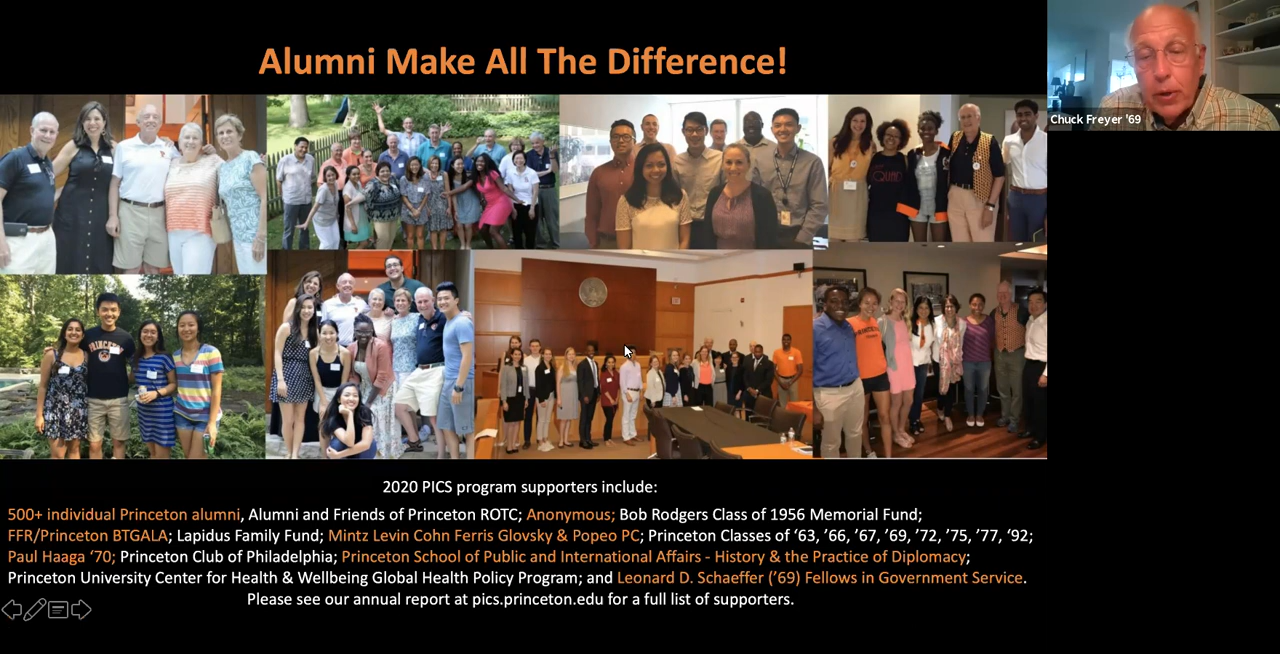 Alumni Make All The Difference!
Chuck Freyer '69
PRINCETON
2020 PICS program supporters include:
500+ individual Princeton alumni, Alumni and Friends of Princeton ROTC; Anonymous; Bob Rodgers Class of 1956 Memorial Fund;
FFR/Princeton BTGALA; Lapidus Family Fund; Mintz Levin Cohn Ferris Glovsky & Popeo PC; Princeton Classes of ‘63, ’66, ’67, ’69, ’72, ’75, ’77, ‘92;
Paul Haaga ‘70; Princeton Club of Philadelphia; Princeton School of Public and International Affairs - History & the Practice of Diplomacy;
Princeton University Center for Health & Wellbeing Global Health Policy Program; and Leonard D. Schaeffer (’69) Fellows in Government Service.
Please see our annual report at pics.princeton.edu for a full list of supporters.